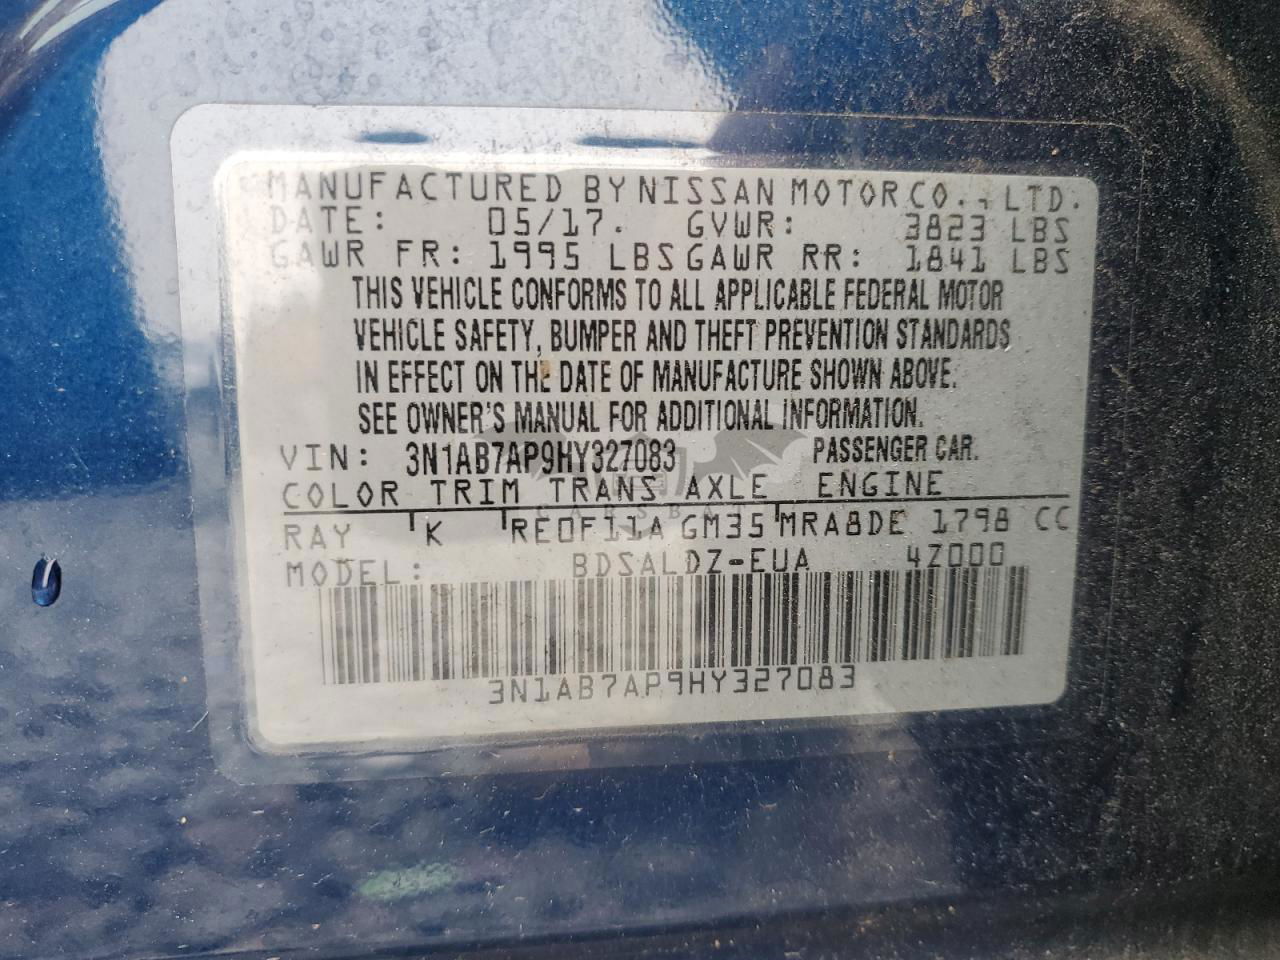 MANUFACTURED BY NISSAN MOTOR CO., LTD.
DATE: 05/17. GVWR: 3823 LBS
GAWR FR: 1995 LBS GAWR RR: 1841 LBS
THIS VEHICLE CONFORMS TO ALL APPLICABLE FEDERAL MOTOR
VEHICLE SAFETY, BUMPER AND THEFT PREVENTION STANDARDS
IN EFFECT ON THE DATE OF MANUFACTURE SHOWN ABOVE.
SEE OWNER'S MANUAL FOR ADDITIONAL INFORMATION.
VIN: 3N1AB7AP9HY327083 PASSENGER CAR.
COLOR TRIM TRANS AXLE ENGINE
RAY K RE0F11A GM35 MRA8DE 1798 CC
MODEL: BDSALDZ-EUA 4Z000
3N1AB7AP9HY327083